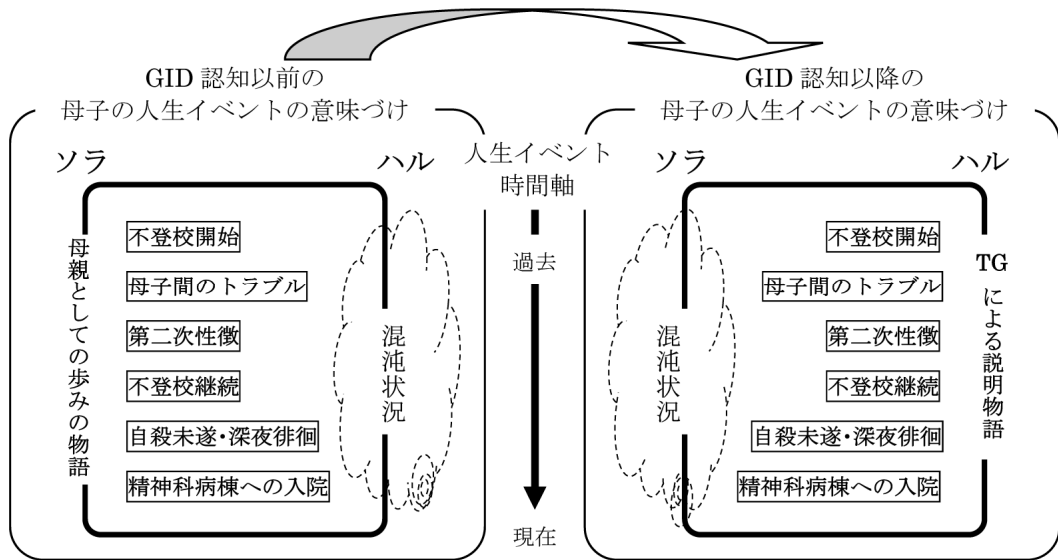 GID 認知以前の
母子の人生イベントの意味づけ
ソラ
ハル
母親としての歩みの物語
不登校開始
母子間のトラブル
第二次性徴
不登校継続
自殺未遂・深夜徘徊
精神科病棟への入院
混沌状況
人生イベント
時間軸
過去
現在
GID 認知以降の
母子の人生イベントの意味づけ
ソラ
ハル
混沌状況
不登校開始
母子間のトラブル
第二次性徴
不登校継続
自殺未遂・深夜徘徊
精神科病棟への入院
TGによる説明物語